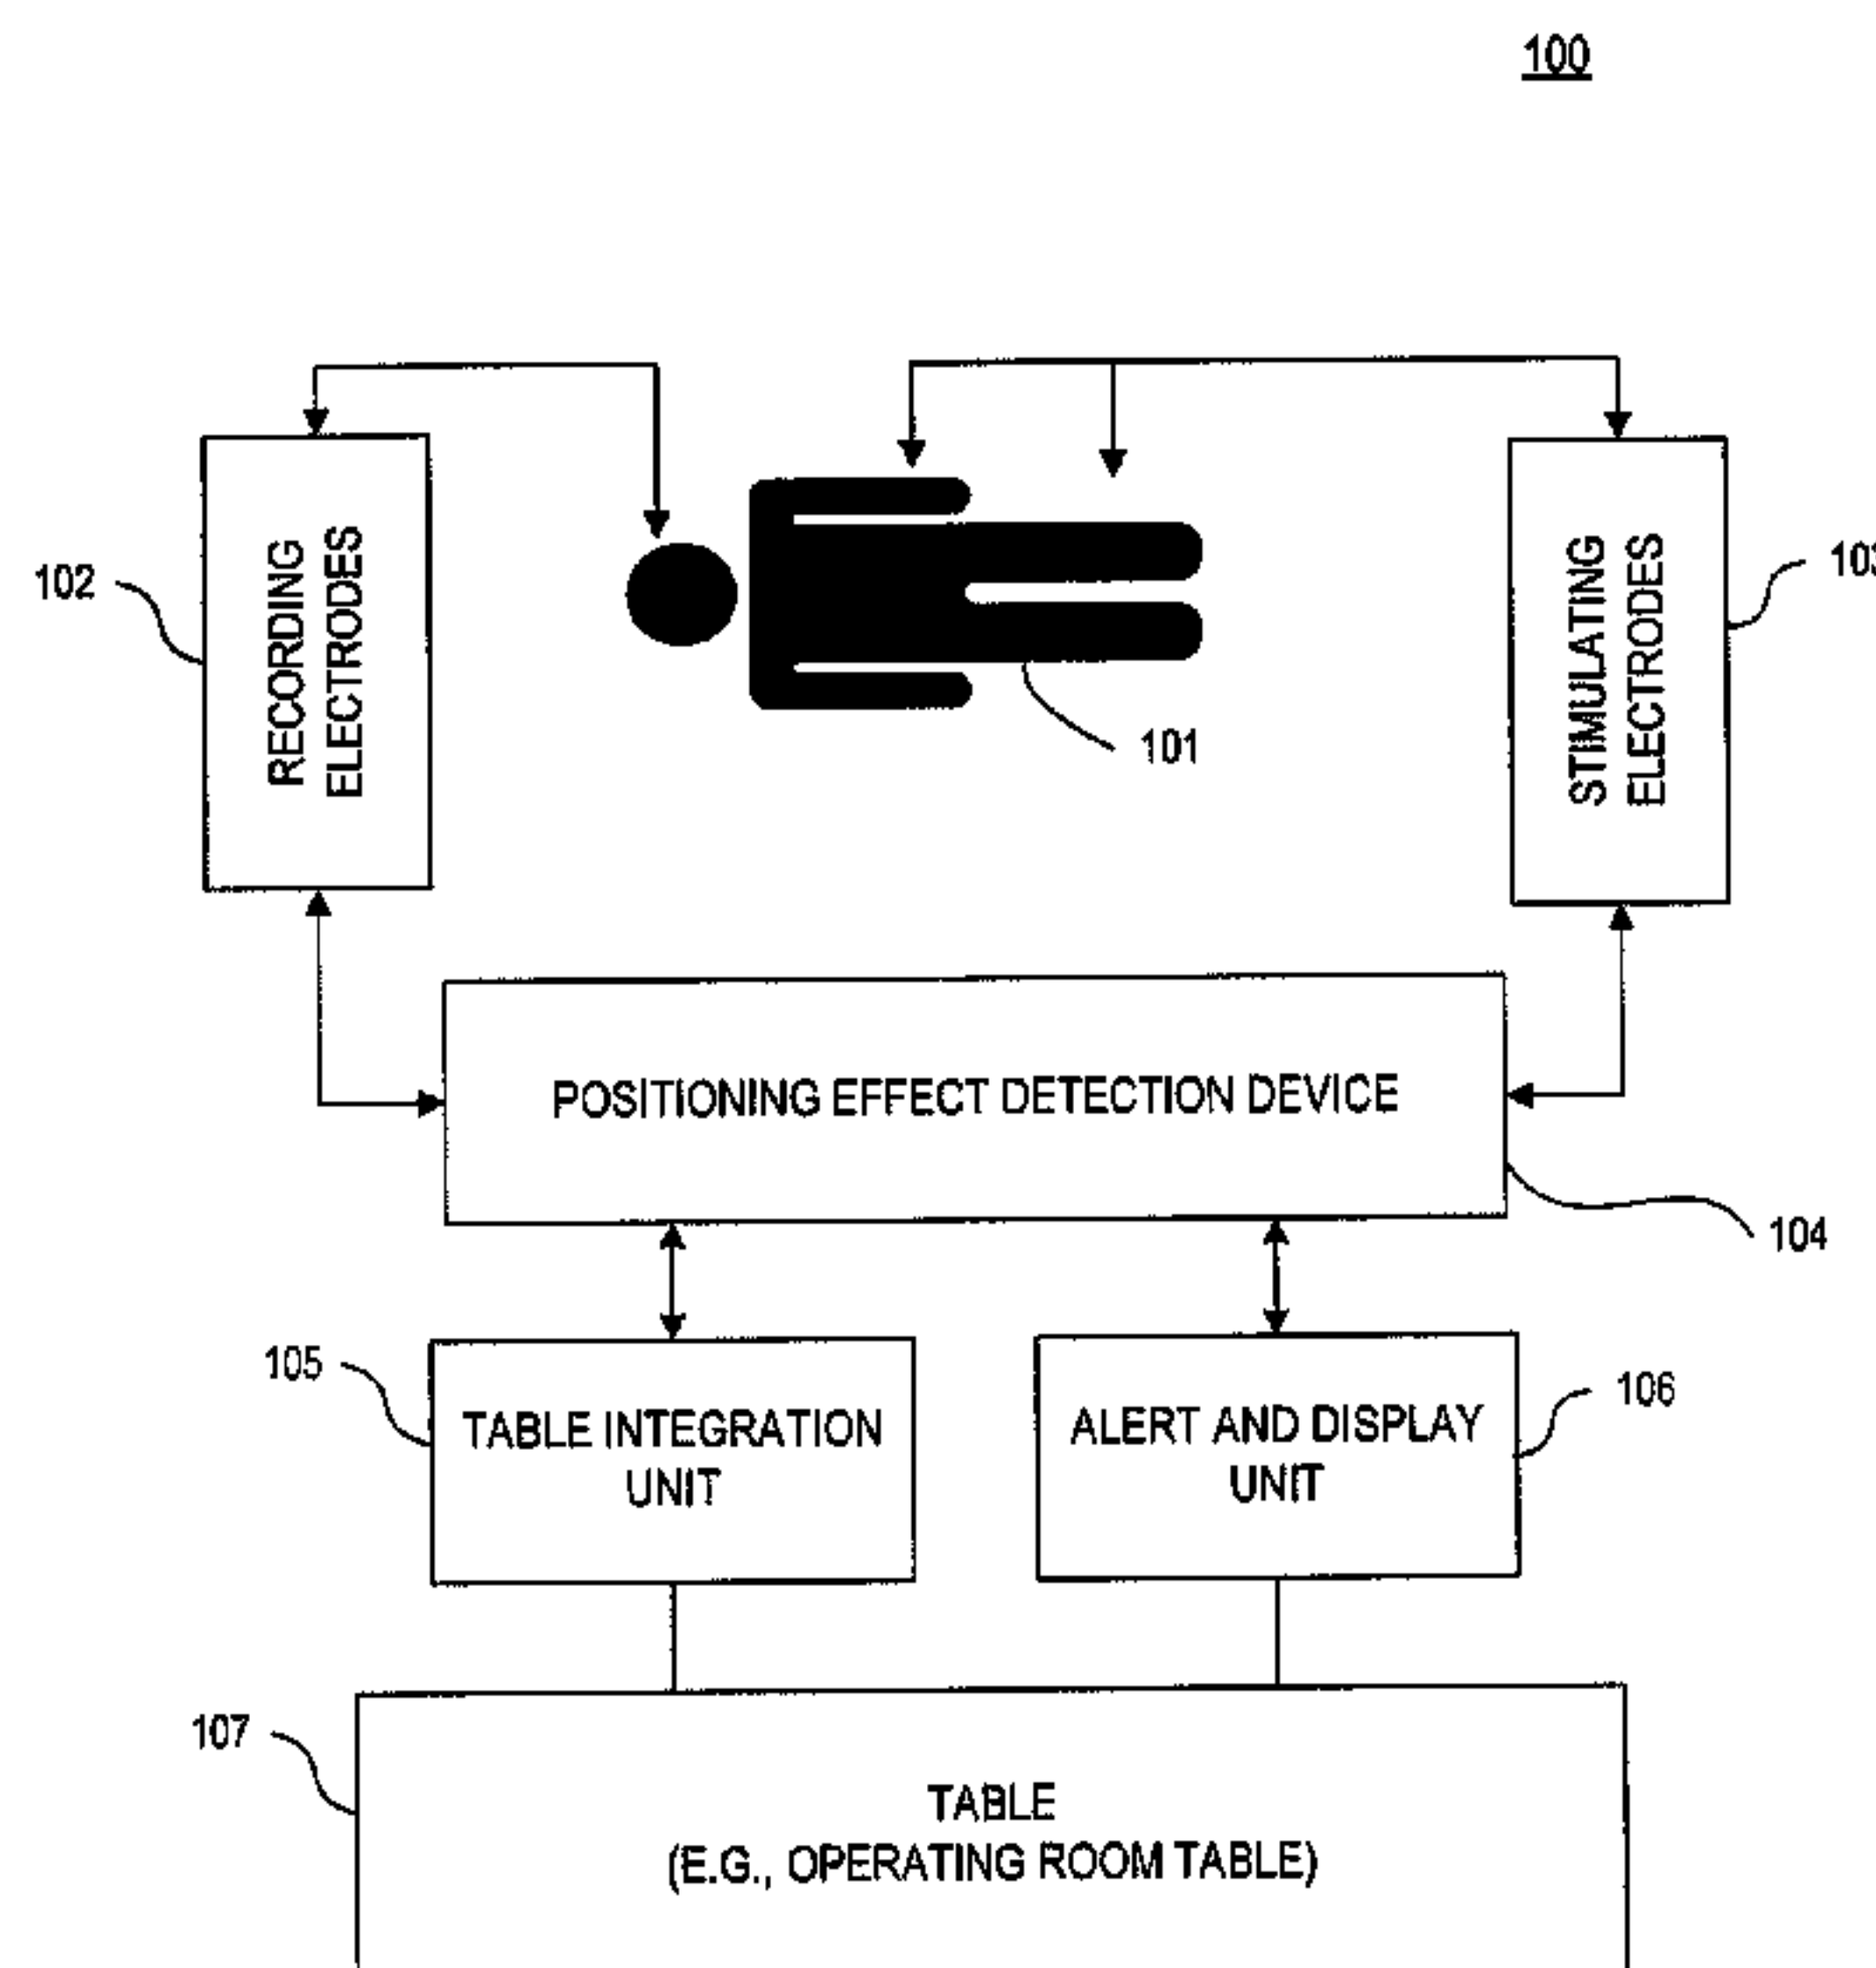 100
102
RECORDING
ELECTRODES
STIMULATING
ELECTRODES
103
101
POSITIONING EFFECT DETECTION DEVICE
104
105
TABLE INTEGRATION
UNIT
ALERT AND DISPLAY
UNIT
106
107
TABLE
(E.G., OPERATING ROOM TABLE)